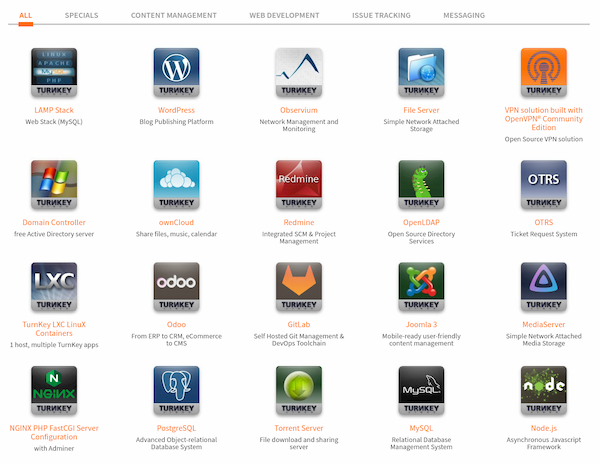 ALL SPECIALS CONTENT MANAGEMENT WEB DEVELOPMENT ISSUE TRACKING MESSAGING
LINUX
APACHE
MySQL
PHP
TURNKEY
LAMP Stack
Web Stack (MySQL)
TURNKEY
WordPress
Blog Publishing Platform
TURNKEY
Observium
Network Management and
Monitoring
TURNKEY
File Server
Simple Network Attached
Storage
TURNKEY
VPN solution built with
OpenVPN® Community
Edition
Open Source VPN solution
TURNKEY
Domain Controller
free Active Directory server
TURNKEY
ownCloud
Share files, music, calendar
Redmine
TURNKEY
Redmine
Integrated SCM & Project
Management
TURNKEY
OpenLDAP
Open Source Directory
Services
OTRS
TURNKEY
OTRS
Ticket Request System
LXC
TURNKEY
TurnKey LXC LinuX
Containers
1 host, multiple TurnKey apps
odoo
TURNKEY
Odoo
From ERP to CRM, eCommerce
to CMS
TURNKEY
GitLab
Self Hosted Git Management &
DevOps Toolchain
TURNKEY
Joomla 3
Mobile-ready user-friendly
content management
TURNKEY
MediaServer
Simple Network Attached
Media Storage
N
NGINX
TURNKEY
NGINX PHP FastCGI Server
Configuration
with Adminer
TURNKEY
PostgreSQL
Advanced Object-relational
Database System
TURNKEY
Torrent Server
File download and sharing
server
MySQL
TURNKEY
MySQL
Relational Database
Management System
node
TURNKEY
Node.js
Asynchronous Javascript
Framework